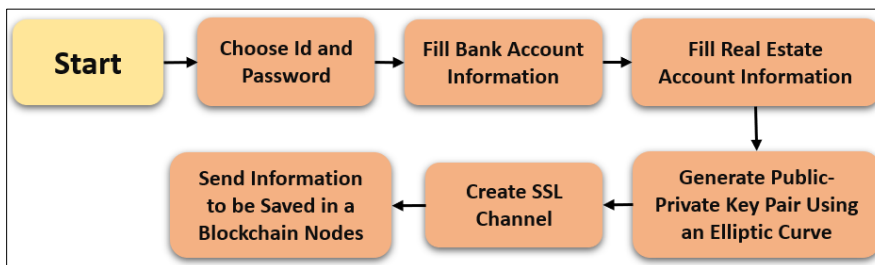 Start
Choose Id and
Password
Fill Bank Account
Information
Fill Real Estate
Account Information
Generate Public-
Private Key Pair Using
an Elliptic Curve
Create SSL
Channel
Send Information
to be Saved in a
Blockchain Nodes